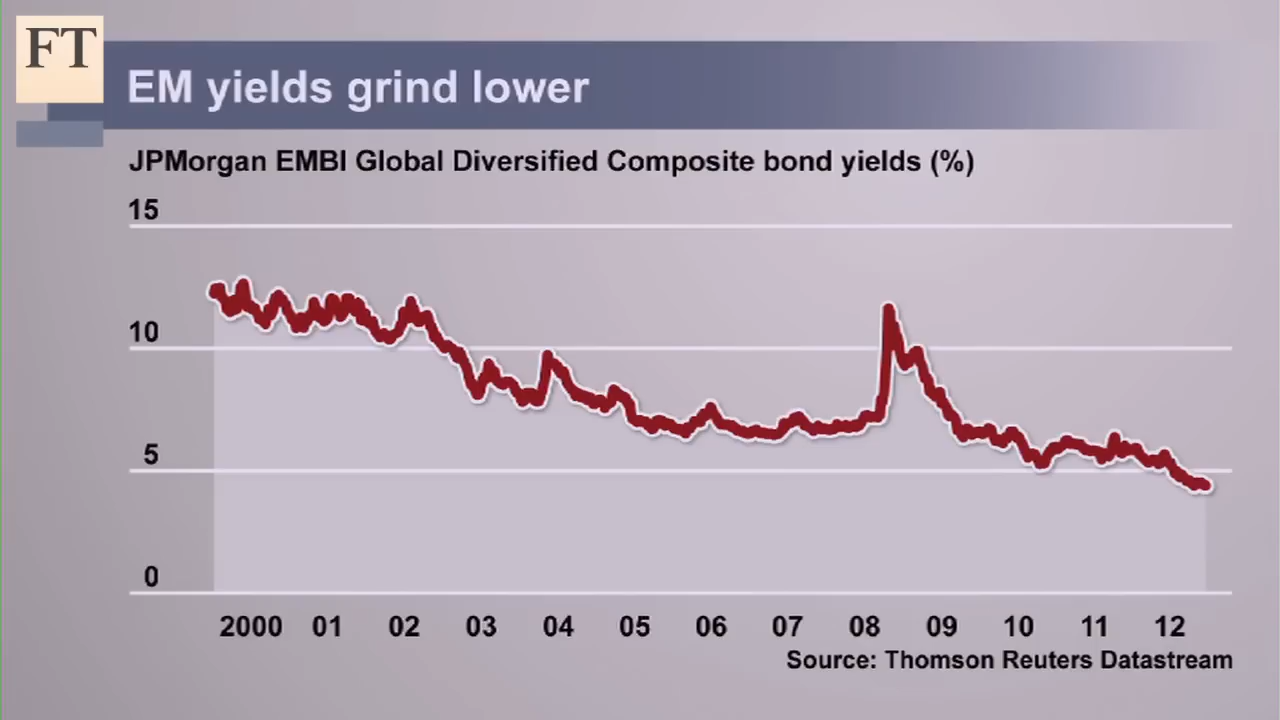 FT
EM yields grind lower
JPMorgan EMBI Global Diversified Composite bond yields (%)
15
10
5
0
2000 01 02 03 04 05 06 07 08 09 10 11 12
Source: Thomson Reuters Datastream